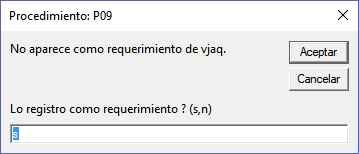 Procedimiento: P09
No aparece como requerimiento de vjaq.
Aceptar
Cancelar
Lo registro como requerimiento ? (s,n)
s